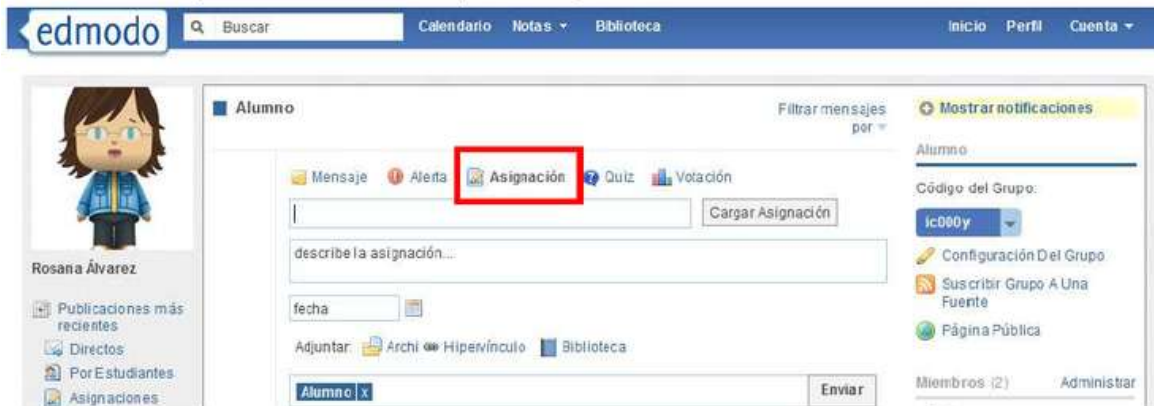 edmodo
Buscar
Calendario Notas Biblioteca
Inicio Perfil Cuenta
Rosana Álvarez
Publicaciones más
recientes
Directos
Por Estudiantes
Asignaciones
Alumno
Filtrar mensajes
por
Mensaje Alerta Asignación Quiz Votación
Cargar Asignación
describe la asignación...
fecha
Adjuntar: Archi Hipervínculo Biblioteca
Alumno x
Enviar
Mostrar notificaciones
Alumno
Código del Grupo:
ic000y
Configuración Del Grupo
Suscribir Grupo A Una
Fuente
Página Pública
Miembros (2) Administrar